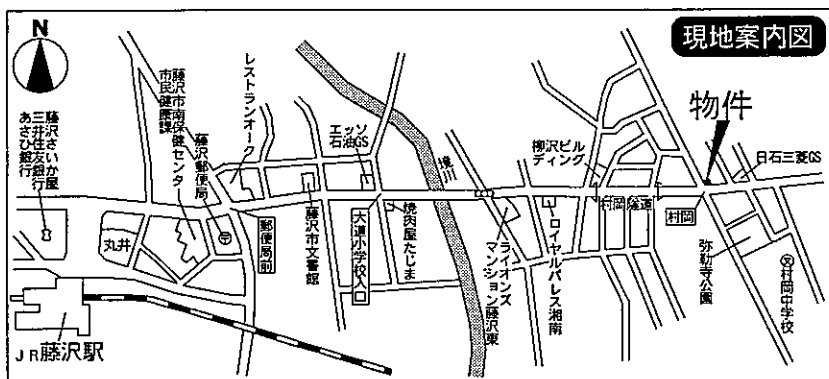 現地案内図
N
物件
藤沢さいか屋
三井住友銀行
あさひ銀行
丸井
JR藤沢駅
藤沢市南保健センタ
市民健康課
藤沢郵便局
郵便局前
レストランオーク
藤沢市文書館
エッソ
石油GS
大道小学校入口
焼肉屋たじま
境川
ライオンズ
マンション藤沢東
ロイヤルパレス湘南
柳沢ビル
ディング
村岡隧道
村岡
日石三菱GS
弥勒寺公園
文村岡中学校